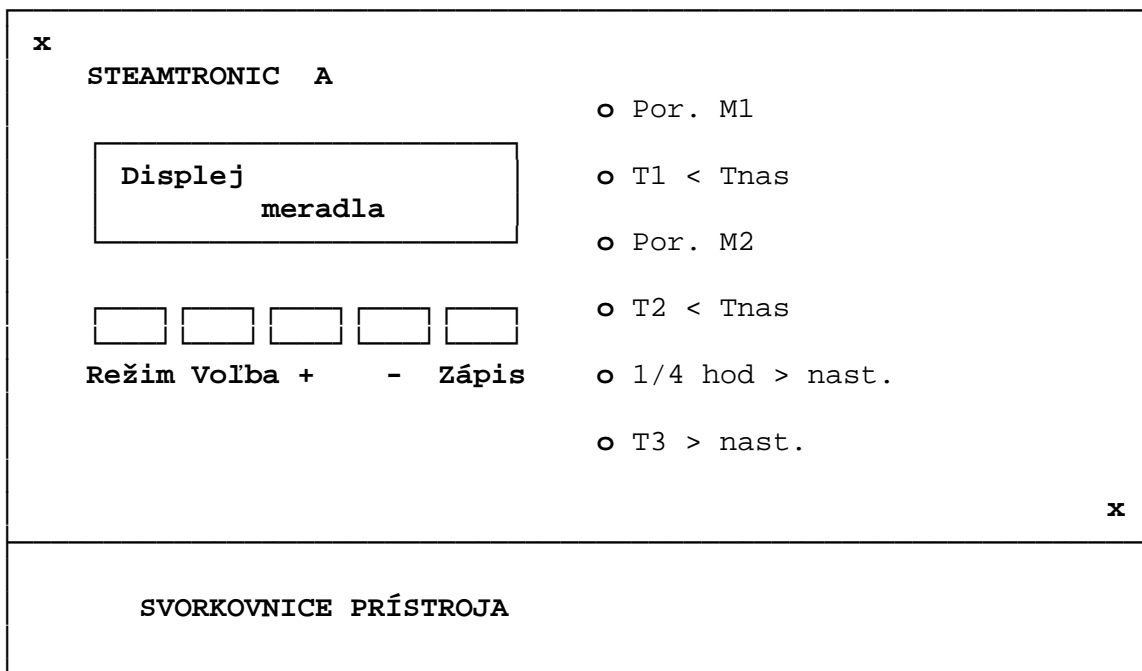 x
STEAMTRONIC A
o Por. M1
Displej
meradla
o T1 < Tnas
o Por. M2
o T2 < Tnas
Režim Voľba + - Zápis
o 1/4 hod > nast.
o T3 > nast.
x
SVORKOVNICE PRÍSTROJA